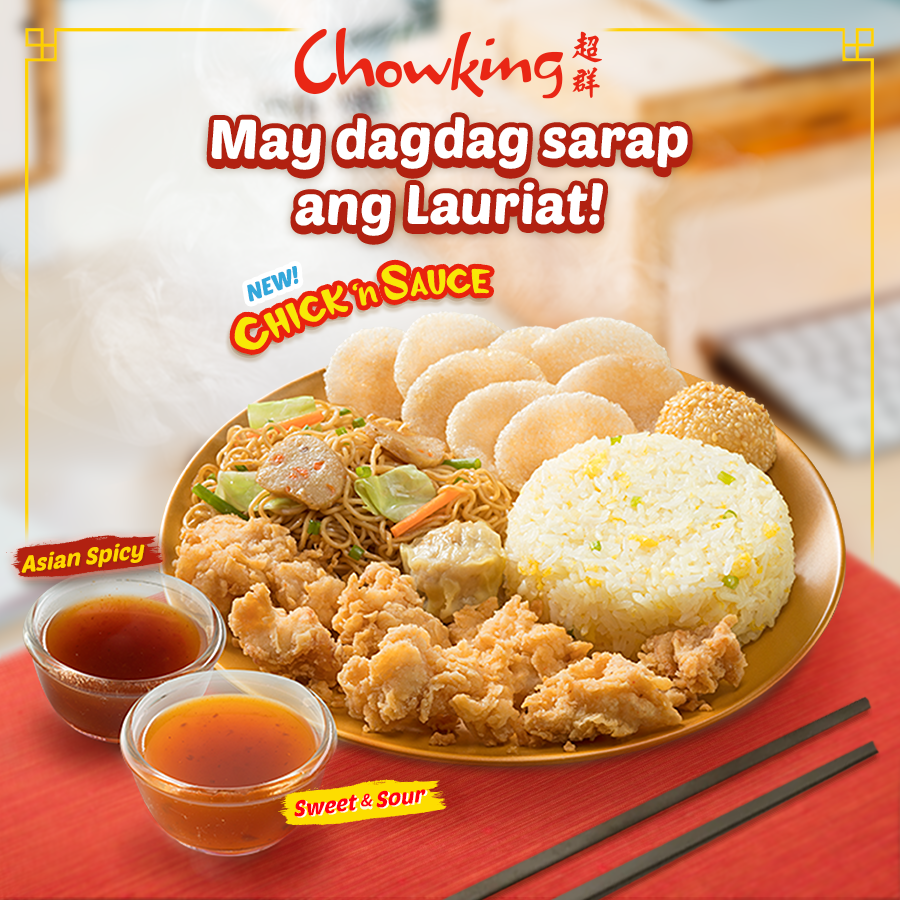 Chowking 超群
May dagdag sarap
ang Lauriat!
NEW!
CHICK 'n SAUCE
Asian Spicy
Sweet & Sour